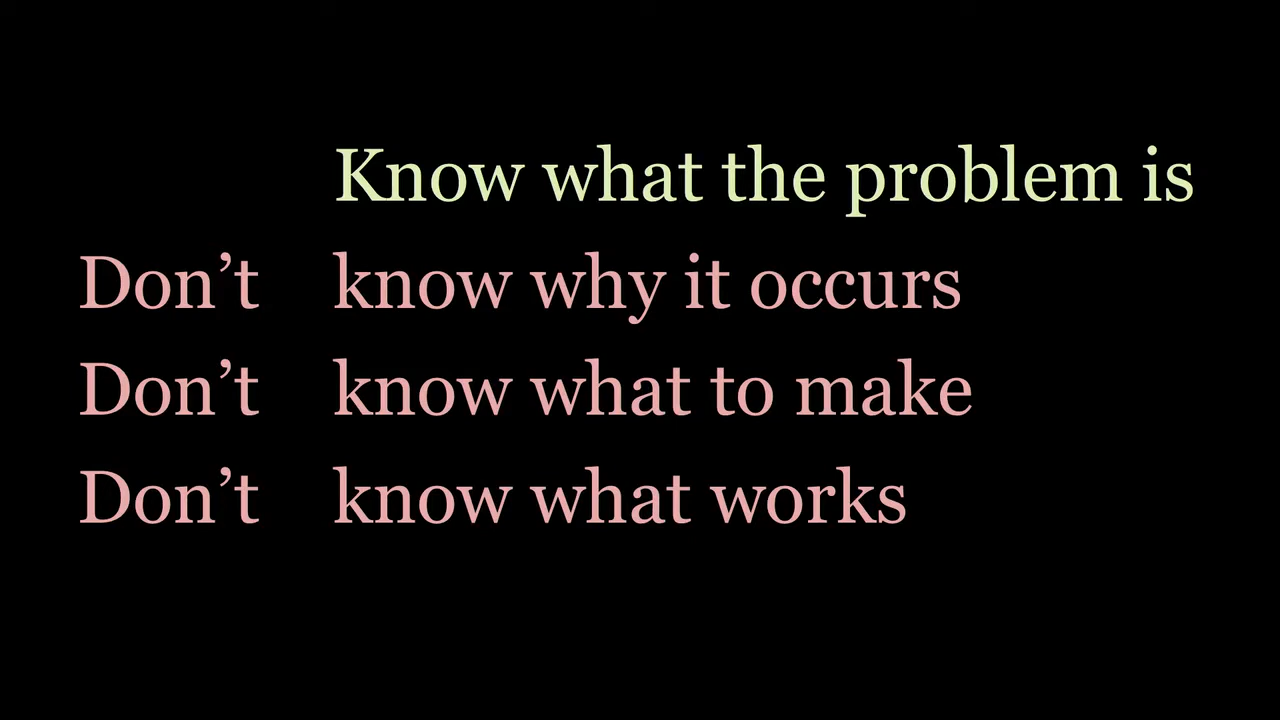 Know what the problem is
Don’t know why it occurs
Don’t know what to make
Don’t know what works